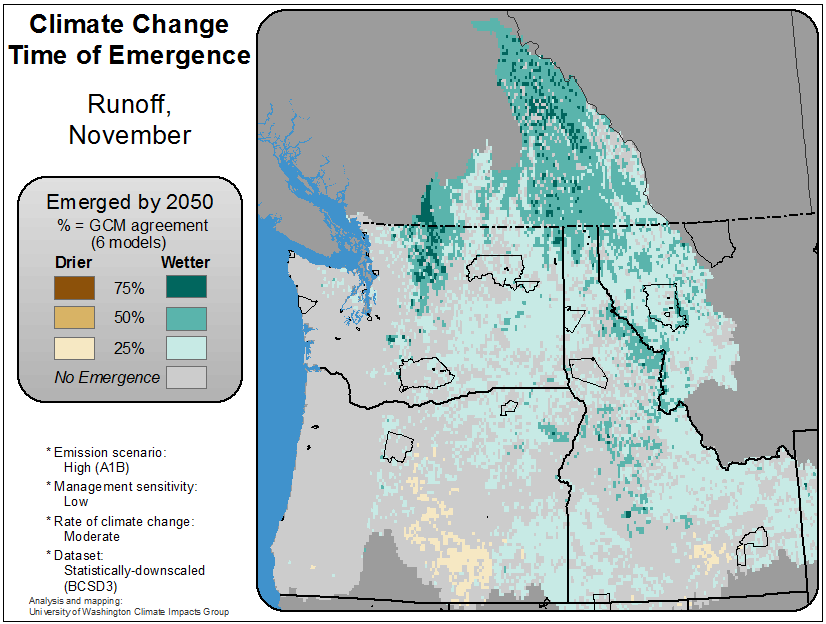 Climate Change
Time of Emergence
Runoff,
November
Emerged by 2050
% = GCM agreement
(6 models)
Drier Wetter
75%
50%
25%
No Emergence
* Emission scenario:
High (A1B)
* Management sensitivity:
Low
* Rate of climate change:
Moderate
* Dataset:
Statistically-downscaled
(BCSD3)
Analysis and mapping:
University of Washington Climate Impacts Group